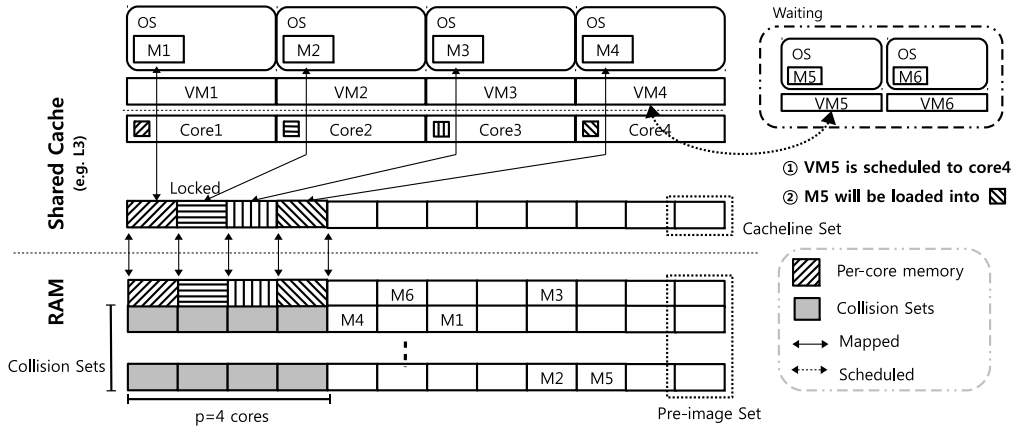 OS
OS
OS
OS
M1
M2
M3
M4
VM1
VM2
VM3
VM4
Core1
Core2
Core3
Core4
Waiting
OS
OS
M5
M6
VM5
VM6
① VM5 is scheduled to core4
② M5 will be loaded into
Shared Cache
(e.g. L3)
Locked
Cacheline Set
RAM
M6
M3
M4
M1
M2
M5
Collision Sets
p=4 cores
Pre-image Set
Per-core memory
Collision Sets
Mapped
Scheduled